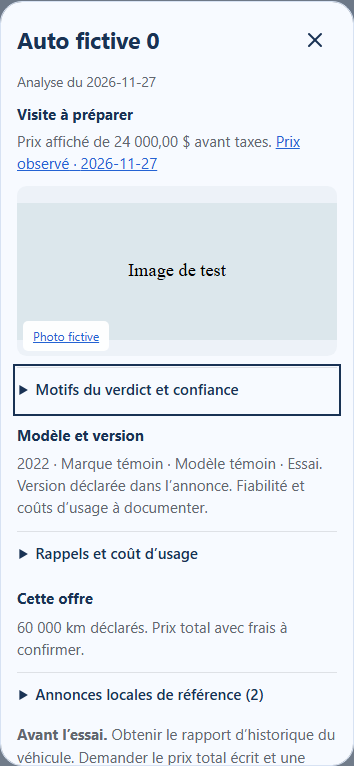 Auto fictive 0
Analyse du 2026-11-27
Visite à préparer
Prix affiché de 24 000,00 $ avant taxes. Prix
observé · 2026-11-27
Image de test
Photo fictive
Motifs du verdict et confiance
Modèle et version
2022 · Marque témoin · Modèle témoin · Essai.
Version déclarée dans l’annonce. Fiabilité et
coûts d’usage à documenter.
Rappels et coût d’usage
Cette offre
60 000 km déclarés. Prix total avec frais à
confirmer.
Annonces locales de référence (2)
Avant l’essai. Obtenir le rapport d’historique du
véhicule. Demander le prix total écrit et une